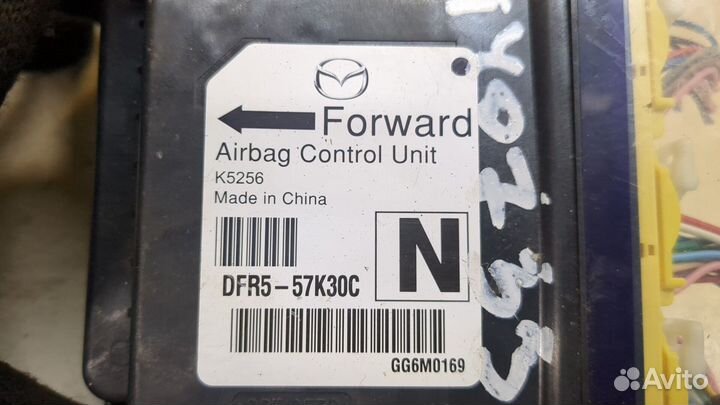 Forward
Airbag Control Unit
K5256
Made in China
N
DFR5-57K30C
GG6M0169
Avito